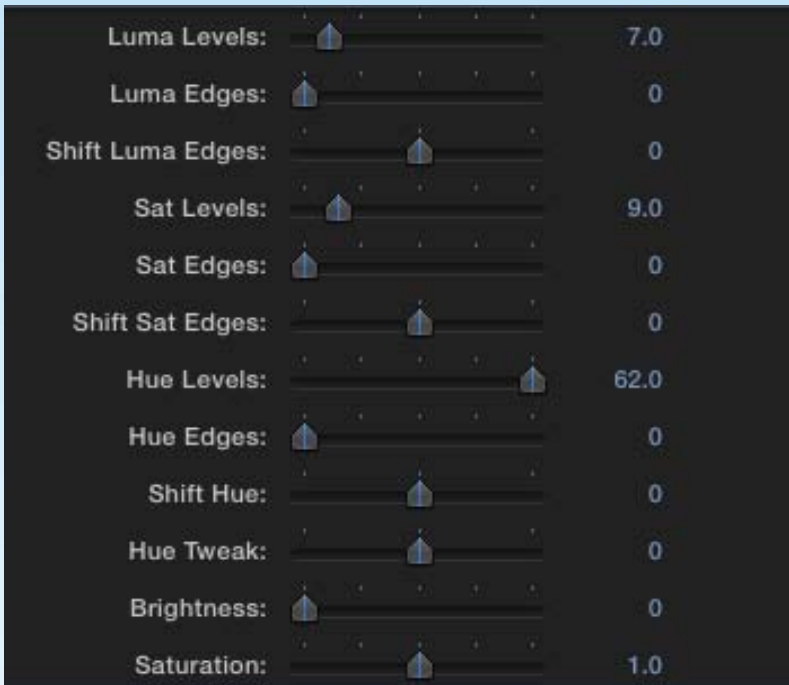 Luma Levels: 7.0
Luma Edges: 0
Shift Luma Edges: 0
Sat Levels: 9.0
Sat Edges: 0
Shift Sat Edges: 0
Hue Levels: 62.0
Hue Edges: 0
Shift Hue: 0
Hue Tweak: 0
Brightness: 0
Saturation: 1.0